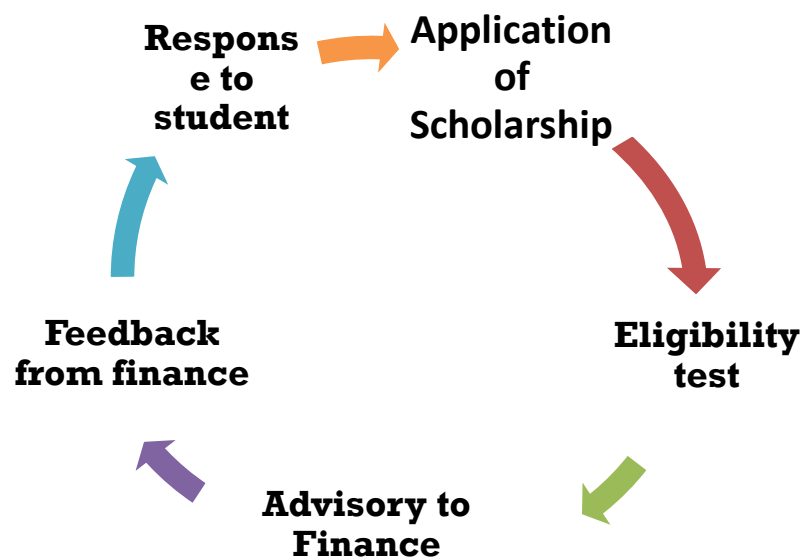 Application
of
Scholarship
Eligibility
test
Advisory to
Finance
Feedback
from finance
Respons
e to
student